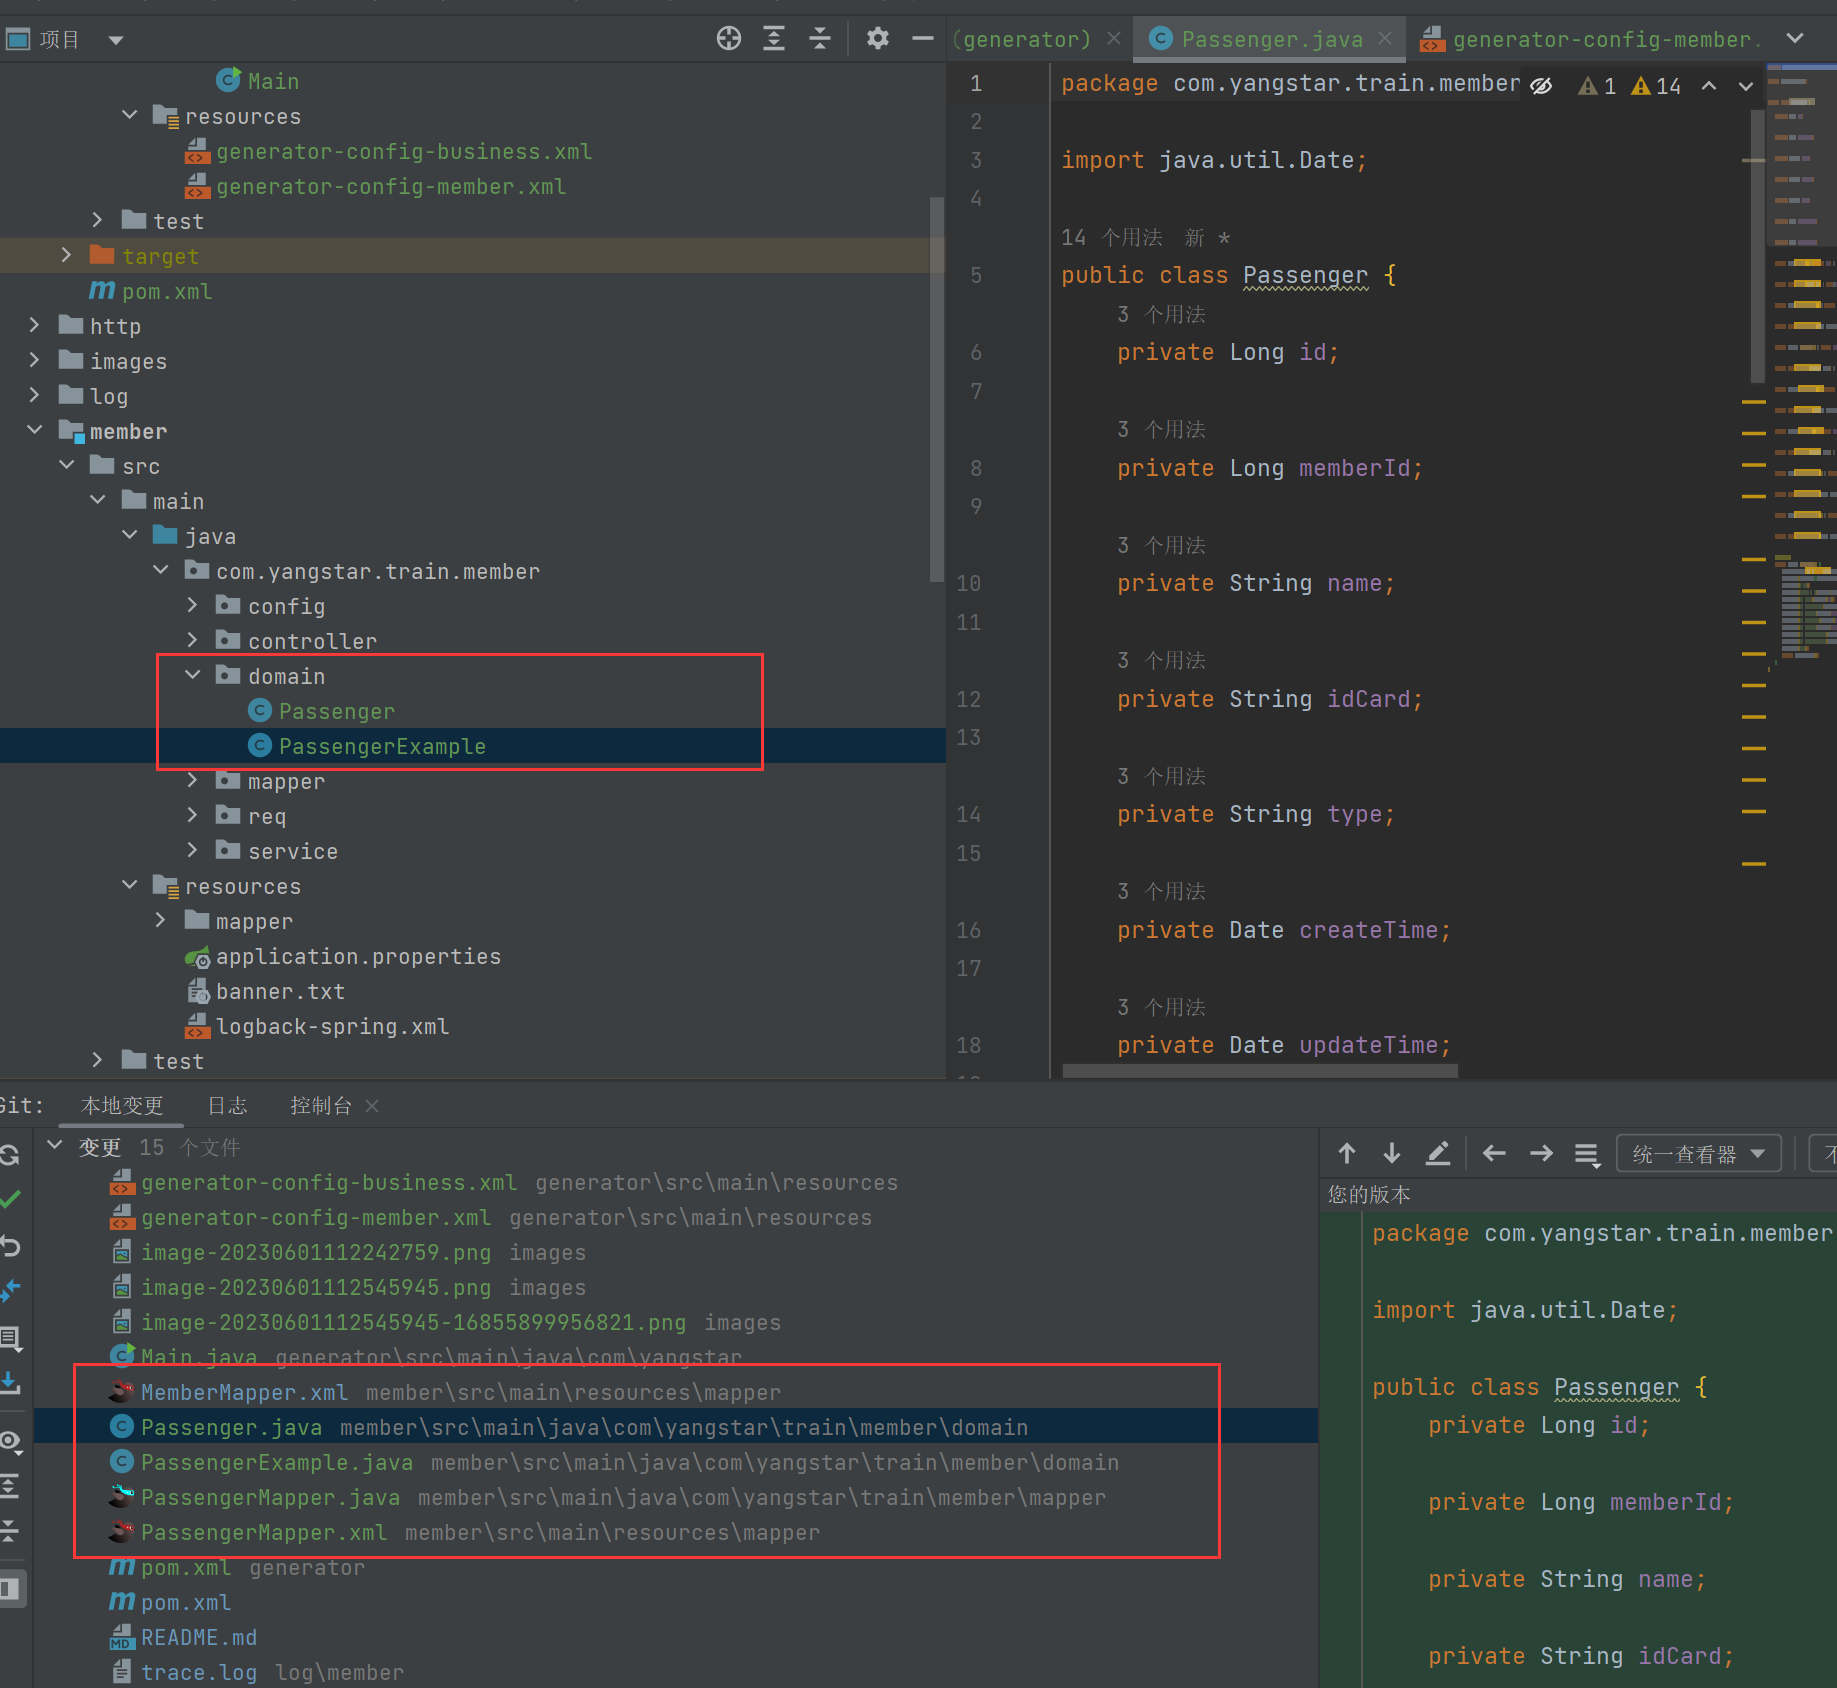 项目
Main
resources
generator-config-business.xml
generator-config-member.xml
test
target
pom.xml
http
images
log
member
src
main
java
com.yangstar.train.member
config
controller
domain
Passenger
PassengerExample
mapper
req
service
resources
mapper
application.properties
banner.txt
logback-spring.xml
test
(generator)
Passenger.java
generator-config-member.
1 package com.yangstar.train.member
1 14
2
3 import java.util.Date;
4
14 个用法 新 *
5 public class Passenger {
3 个用法
6 private Long id;
7
3 个用法
8 private Long memberId;
9
3 个用法
10 private String name;
11
3 个用法
12 private String idCard;
13
3 个用法
14 private String type;
15
3 个用法
16 private Date createTime;
17
3 个用法
18 private Date updateTime;
Git: 本地变更 日志 控制台
变更 15 个文件
generator-config-business.xml generator\src\main\resources
generator-config-member.xml generator\src\main\resources
image-20230601112242759.png images
image-20230601112545945.png images
image-20230601112545945-16855899956821.png images
Main.java generator\src\main\java\com\yangstar
MemberMapper.xml member\src\main\resources\mapper
Passenger.java member\src\main\java\com\yangstar\train\member\domain
PassengerExample.java member\src\main\java\com\yangstar\train\member\domain
PassengerMapper.java member\src\main\java\com\yangstar\train\member\mapper
PassengerMapper.xml member\src\main\resources\mapper
pom.xml generator
pom.xml
README.md
trace.log log\member
统一查看器
不
您的版本
package com.yangstar.train.member
import java.util.Date;
public class Passenger {
private Long id;
private Long memberId;
private String name;
private String idCard;